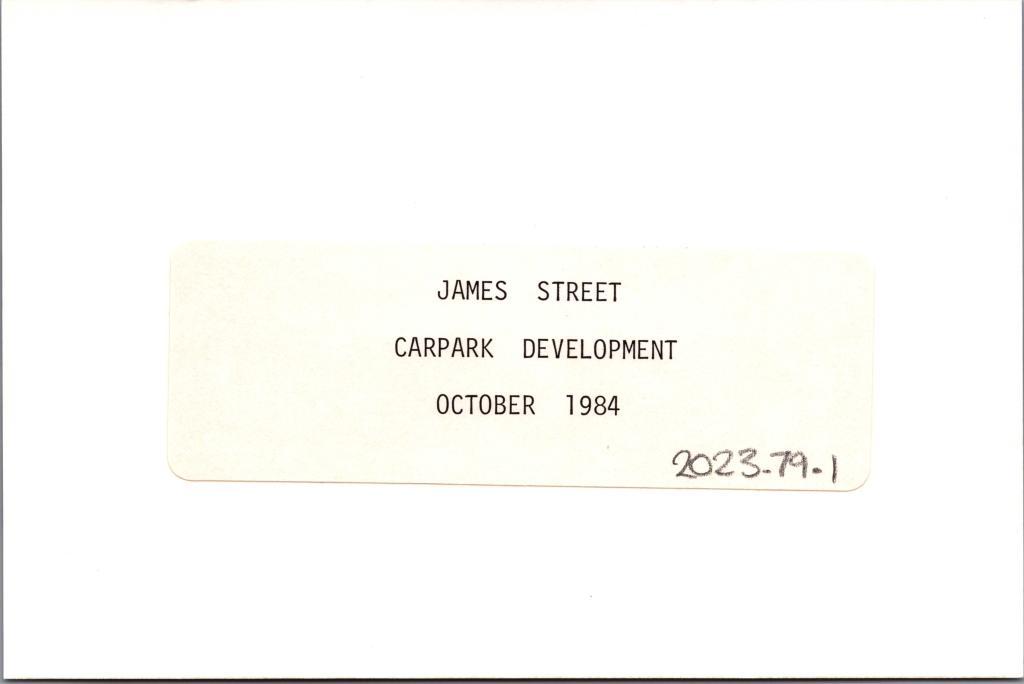 JAMES STREET
CARPARK DEVELOPMENT
OCTOBER 1984
2023-79-1